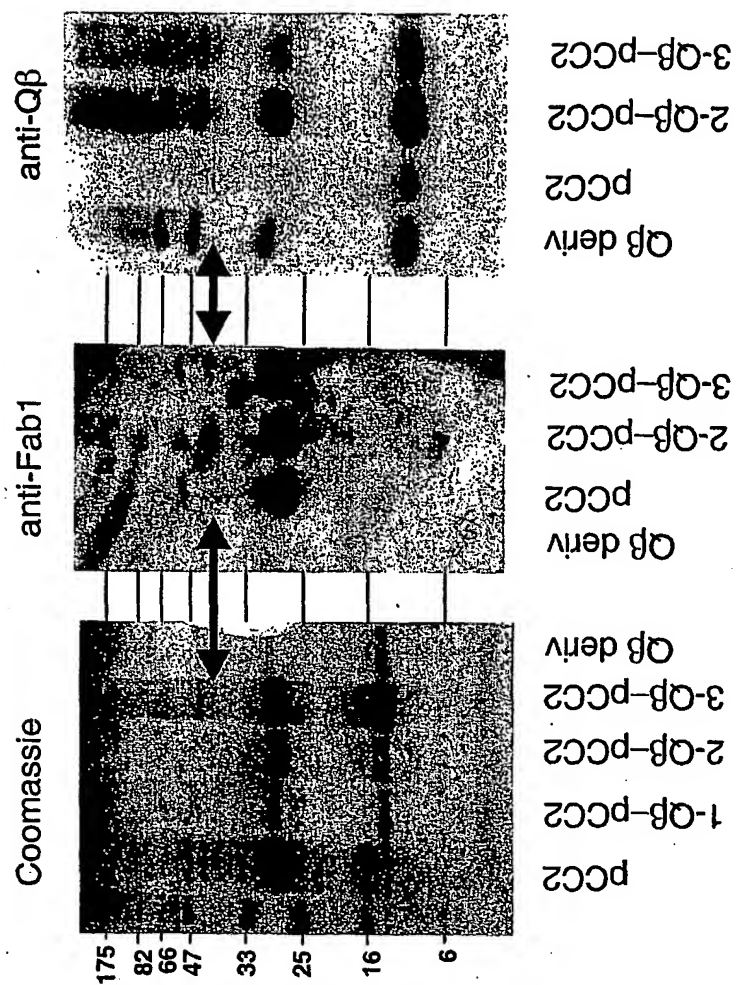 Coomassie
anti-Fab1
anti-Qβ
175
82
66
47
33
25
16
6
pCC2
1-Qβ–pCC2
2-Qβ–pCC2
3-Qβ–pCC2
Qβ deriv
Qβ deriv
pCC2
2-Qβ–pCC2
3-Qβ–pCC2
Qβ deriv
pCC2
2-Qβ–pCC2
3-Qβ–pCC2